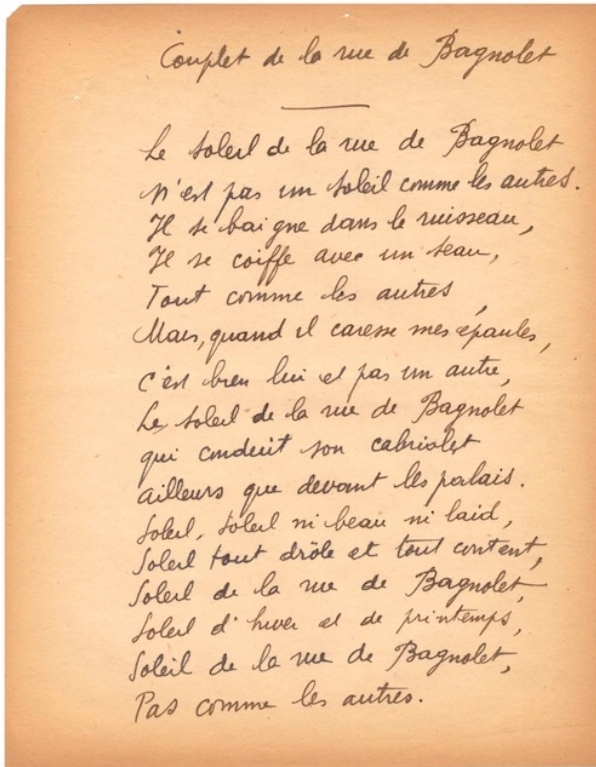 Couplet de la rue de Bagnolet
Le soleil de la rue de Bagnolet
N'est pas un soleil comme les autres.
Il se baigne dans le ruisseau,
Il se coiffe avec un seau,
Tout comme les autres,
Mais, quand il caresse mes épaules,
C'est bien lui et pas un autre,
Le soleil de la rue de Bagnolet
qui conduit son cabriolet
ailleurs que devant les palais.
Soleil, soleil ni beau ni laid,
Soleil tout drôle et tout content,
Soleil de la rue de Bagnolet,
Soleil d'hiver et de printemps,
Soleil de la rue de Bagnolet,
Pas comme les autres.